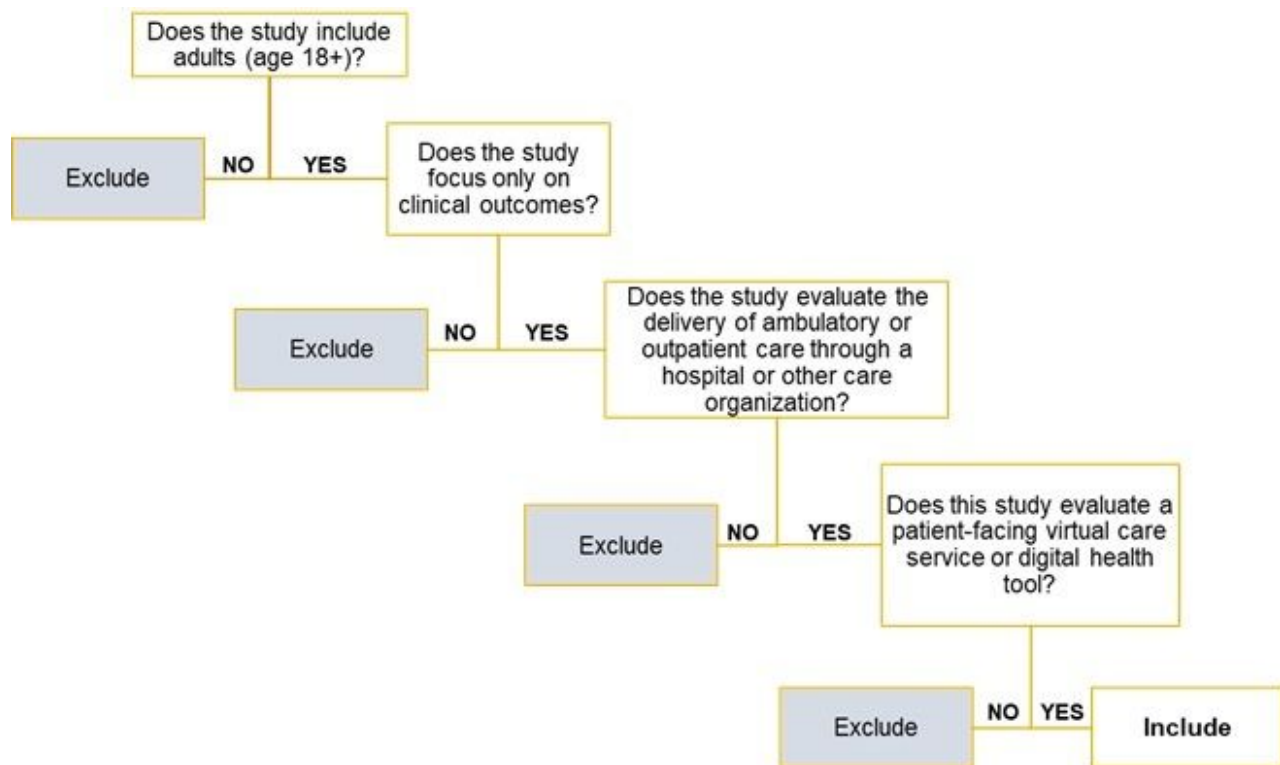 Does the study include
adults (age 18+)?
Exclude
NO
YES
Does the study
focus only on
clinical outcomes?
Exclude
NO
YES
Does the study evaluate the
delivery of ambulatory or
outpatient care through a
hospital or other care
organization?
Exclude
NO
YES
Does this study evaluate a
patient-facing virtual care
service or digital health
tool?
Exclude
NO
YES
Include